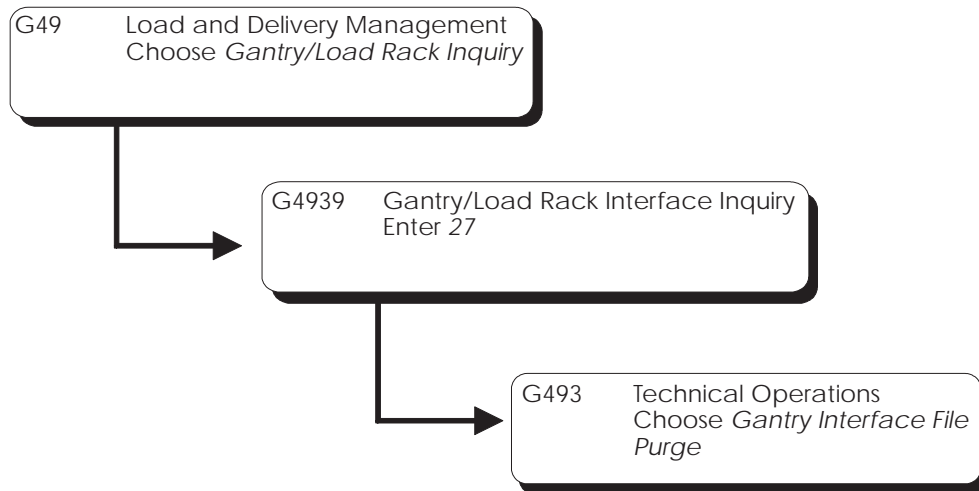 G49 Load and Delivery Management
Choose Gantry/Load Rack Inquiry
G4939 Gantry/Load Rack Interface Inquiry
Enter 27
G493 Technical Operations
Choose Gantry Interface File
Purge